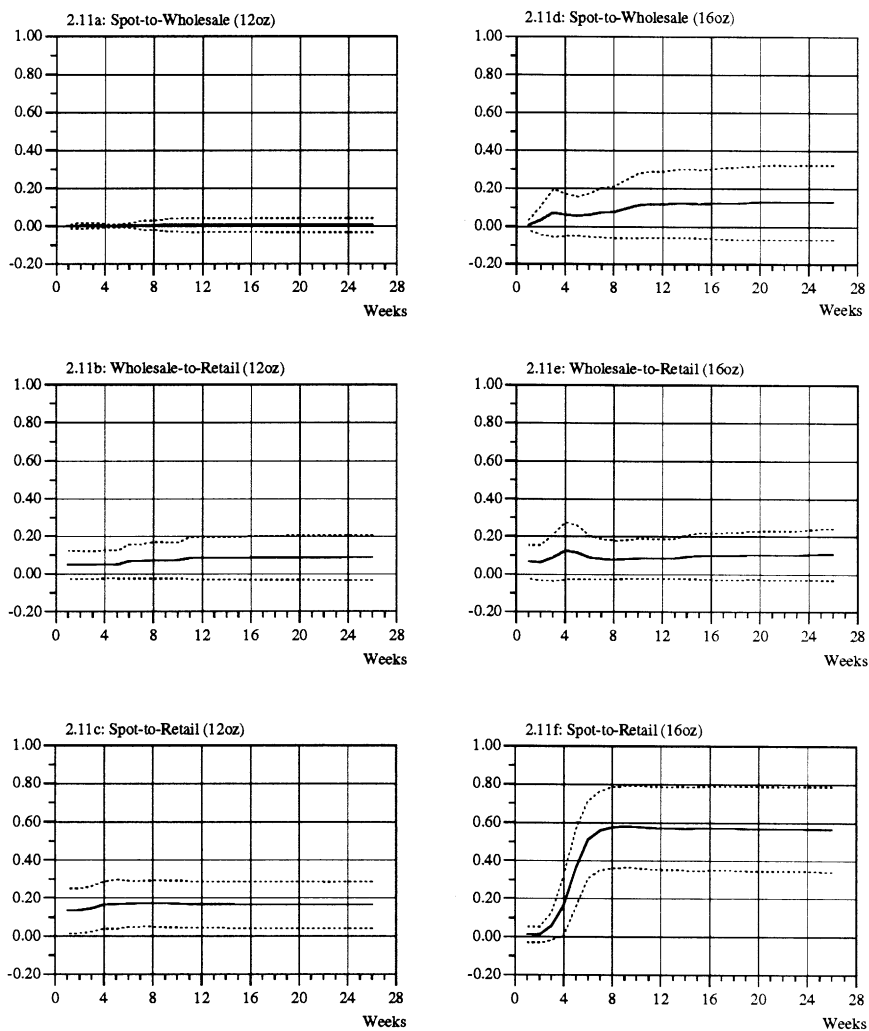 2.11a: Spot-to-Wholesale (12oz)
1.00
0.80
0.60
0.40
0.20
0.00
-0.20
0 4 8 12 16 20 24 28
Weeks
2.11d: Spot-to-Wholesale (16oz)
1.00
0.80
0.60
0.40
0.20
0.00
-0.20
0 4 8 12 16 20 24 28
Weeks
2.11b: Wholesale-to-Retail (12oz)
1.00
0.80
0.60
0.40
0.20
0.00
-0.20
0 4 8 12 16 20 24 28
Weeks
2.11e: Wholesale-to-Retail (16oz)
1.00
0.80
0.60
0.40
0.20
0.00
-0.20
0 4 8 12 16 20 24 28
Weeks
2.11c: Spot-to-Retail (12oz)
1.00
0.80
0.60
0.40
0.20
0.00
-0.20
0 4 8 12 16 20 24 28
Weeks
2.11f: Spot-to-Retail (16oz)
1.00
0.80
0.60
0.40
0.20
0.00
-0.20
0 4 8 12 16 20 24 28
Weeks